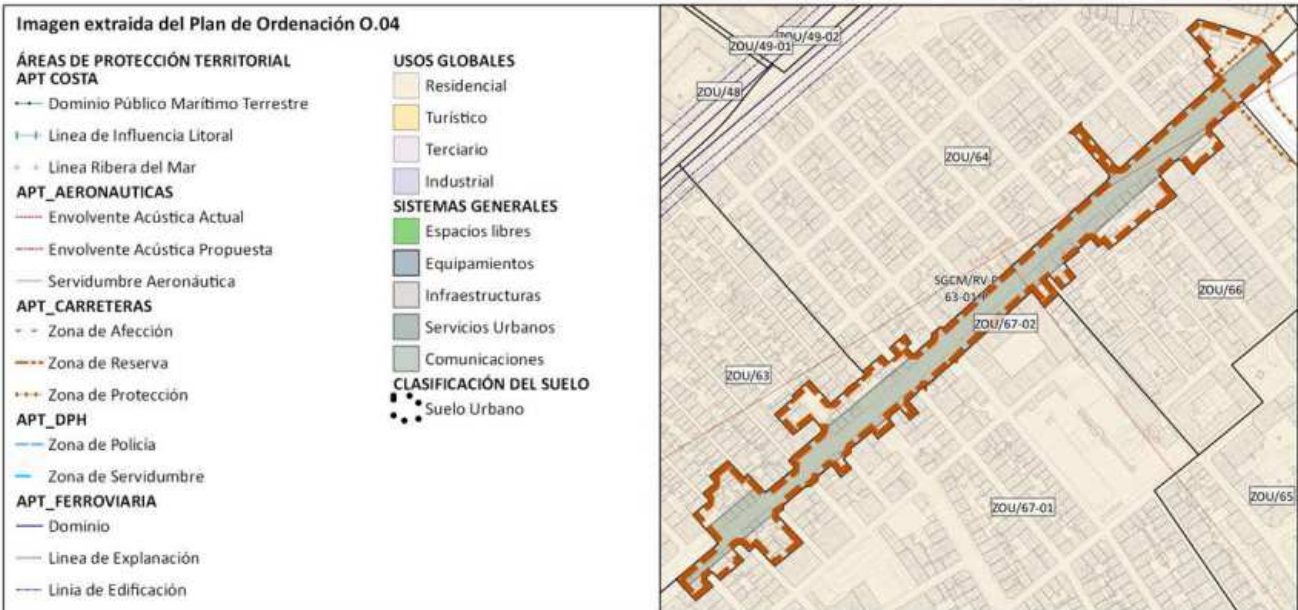 Imagen extraida del Plan de Ordenación O.04
ÁREAS DE PROTECCIÓN TERRITORIAL
APT COSTA
Dominio Público Marítimo Terrestre
Linea de Influencia Litoral
Linea Ribera del Mar
APT_AERONAUTICAS
Envolvente Acústica Actual
Envolvente Acústica Propuesta
Servidumbre Aeronáutica
APT_CARRETERAS
Zona de Afección
Zona de Reserva
Zona de Protección
APT_DPH
Zona de Policía
Zona de Servidumbre
APT_FERROVIARIA
Dominio
Linea de Explanación
Linia de Edificación
USOS GLOBALES
Residencial
Turístico
Terciario
Industrial
SISTEMAS GENERALES
Espacios libres
Equipamientos
Infraestructuras
Servicios Urbanos
Comunicaciones
CLASIFICACIÓN DEL SUELO
Suelo Urbano
ZOU/49-02
ZOU/49-01
ZOU/48
ZOU/64
SGCM/RV-P
63-01
ZOU/66
ZOU/67-02
ZOU/63
ZOU/65
ZOU/67-01